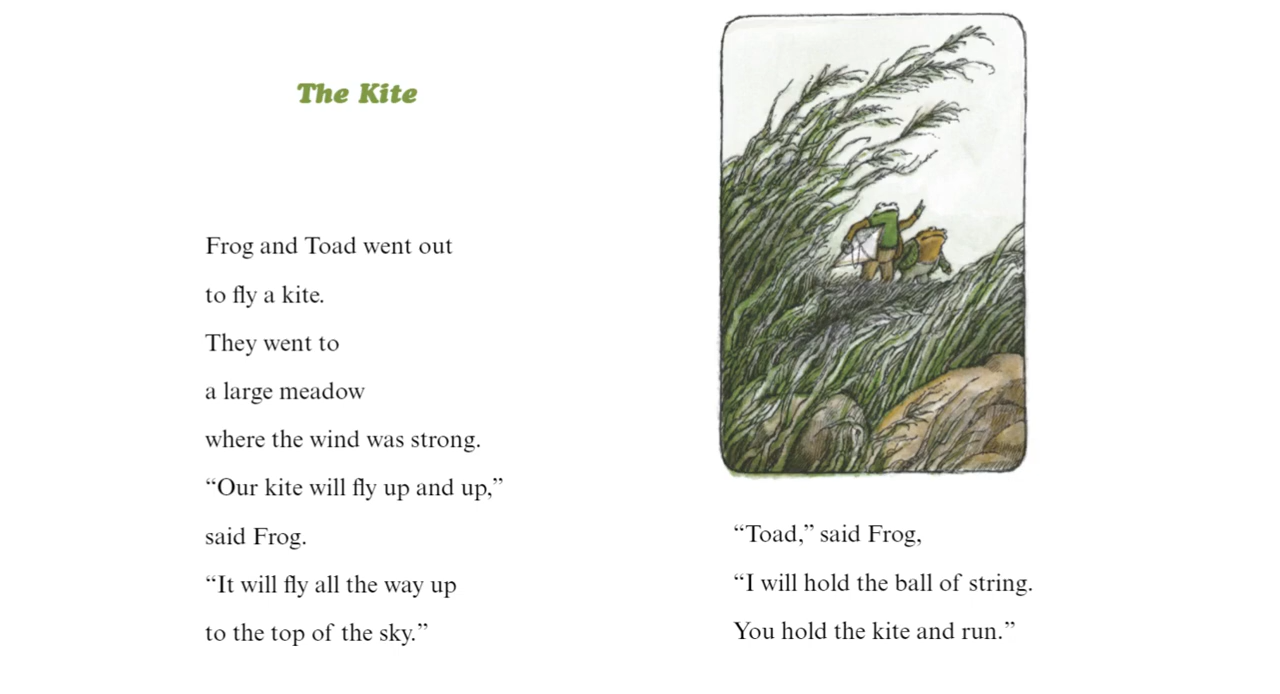 The Kite
Frog and Toad went out
to fly a kite.
They went to
a large meadow
where the wind was strong.
“Our kite will fly up and up,”
said Frog.
“It will fly all the way up
to the top of the sky.”
“Toad,” said Frog,
“I will hold the ball of string.
You hold the kite and run.”